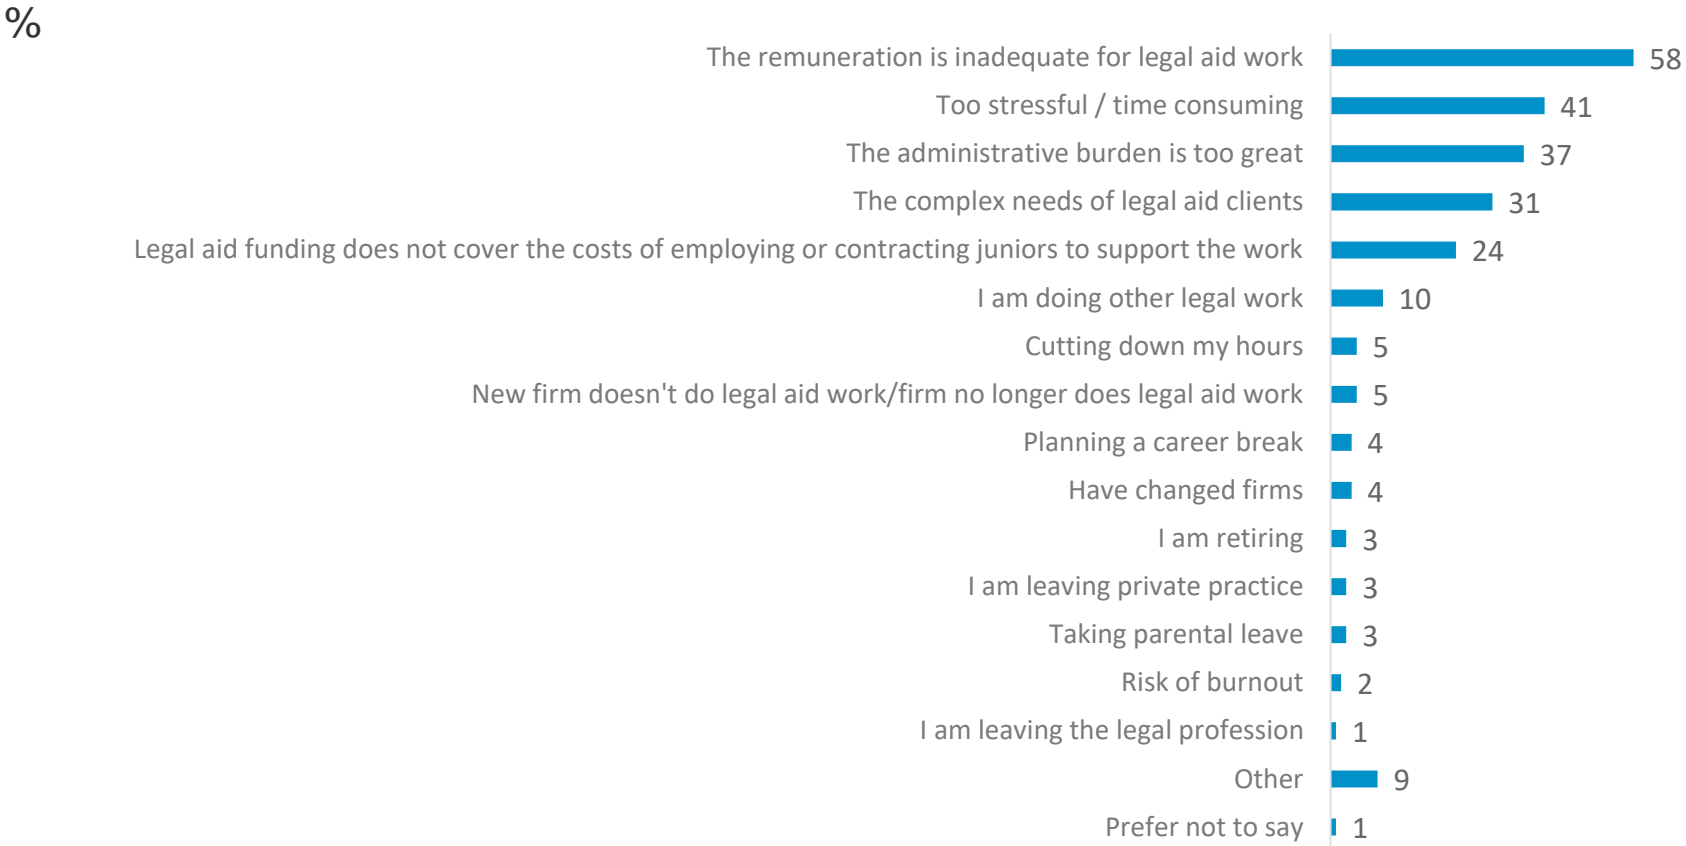 %
The remuneration is inadequate for legal aid work 58
Too stressful / time consuming 41
The administrative burden is too great 37
The complex needs of legal aid clients 31
Legal aid funding does not cover the costs of employing or contracting juniors to support the work 24
I am doing other legal work 10
Cutting down my hours 5
New firm doesn't do legal aid work/firm no longer does legal aid work 5
Planning a career break 4
Have changed firms 4
I am retiring 3
I am leaving private practice 3
Taking parental leave 3
Risk of burnout 2
I am leaving the legal profession 1
Other 9
Prefer not to say 1